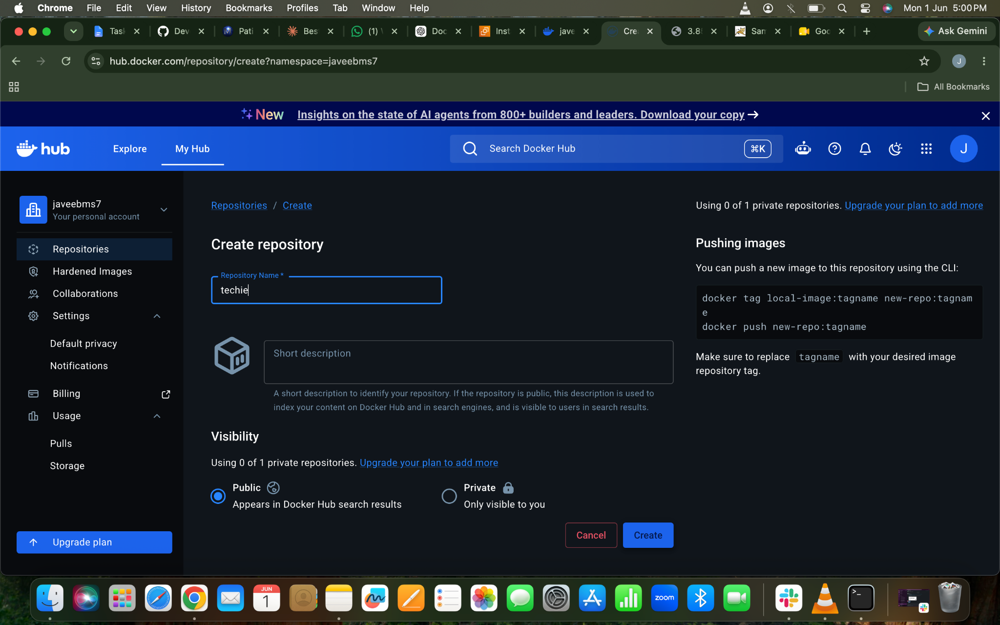 Chrome File Edit View History Bookmarks Profiles Tab Window Help Mon 1 Jun 5:00 PM
Task Dev Pati Bes (1) Doc Inst jave Cre 3.8 San Goo Ask Gemini
hub.docker.com/repository/create?namespace=javeebms7 J
All Bookmarks
New Insights on the state of AI agents from 800+ builders and leaders. Download your copy →
hub Explore My Hub Search Docker Hub ⌘K J
javeebms7
Your personal account
Repositories
Hardened Images
Collaborations
Settings
Default privacy
Notifications
Billing
Usage
Pulls
Storage
Upgrade plan
Repositories / Create
Create repository
Repository Name *
techie
Short description
A short description to identify your repository. If the repository is public, this description is used to
index your content on Docker Hub and in search engines, and is visible to users in search results.
Visibility
Using 0 of 1 private repositories. Upgrade your plan to add more
Public
Appears in Docker Hub search results
Private
Only visible to you
Cancel Create
Using 0 of 1 private repositories. Upgrade your plan to add more
Pushing images
You can push a new image to this repository using the CLI:
docker tag local-image:tagname new-repo:tagnam
e
docker push new-repo:tagname
Make sure to replace tagname with your desired image
repository tag.
JUN
1
zoom
>_